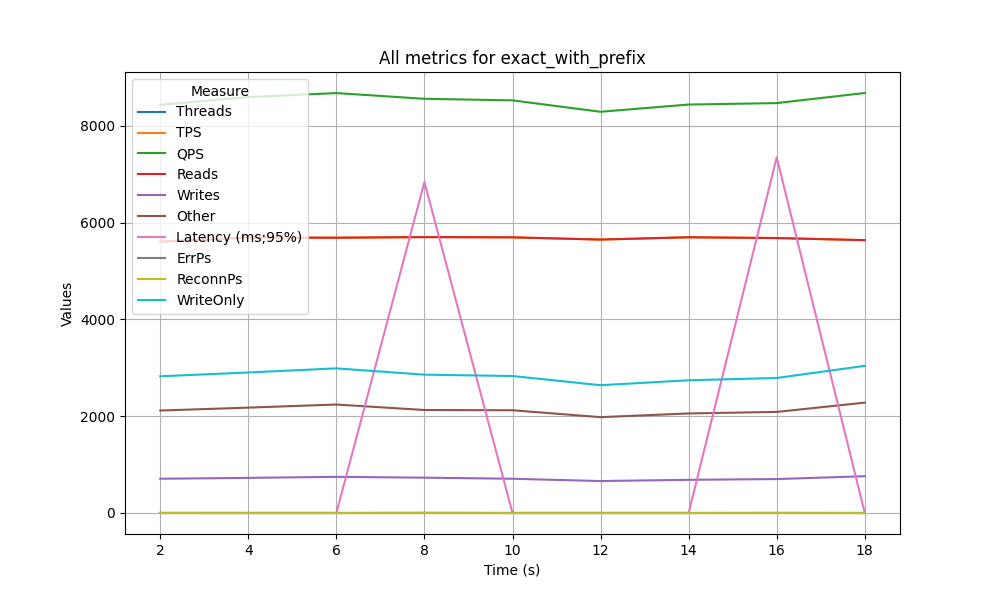 All metrics for exact_with_prefix
Measure
Threads
TPS
QPS
Reads
Writes
Other
Latency (ms;95%)
ErrPs
ReconnPs
WriteOnly
Values
8000
6000
4000
2000
0
2 4 6 8 10 12 14 16 18
Time (s)